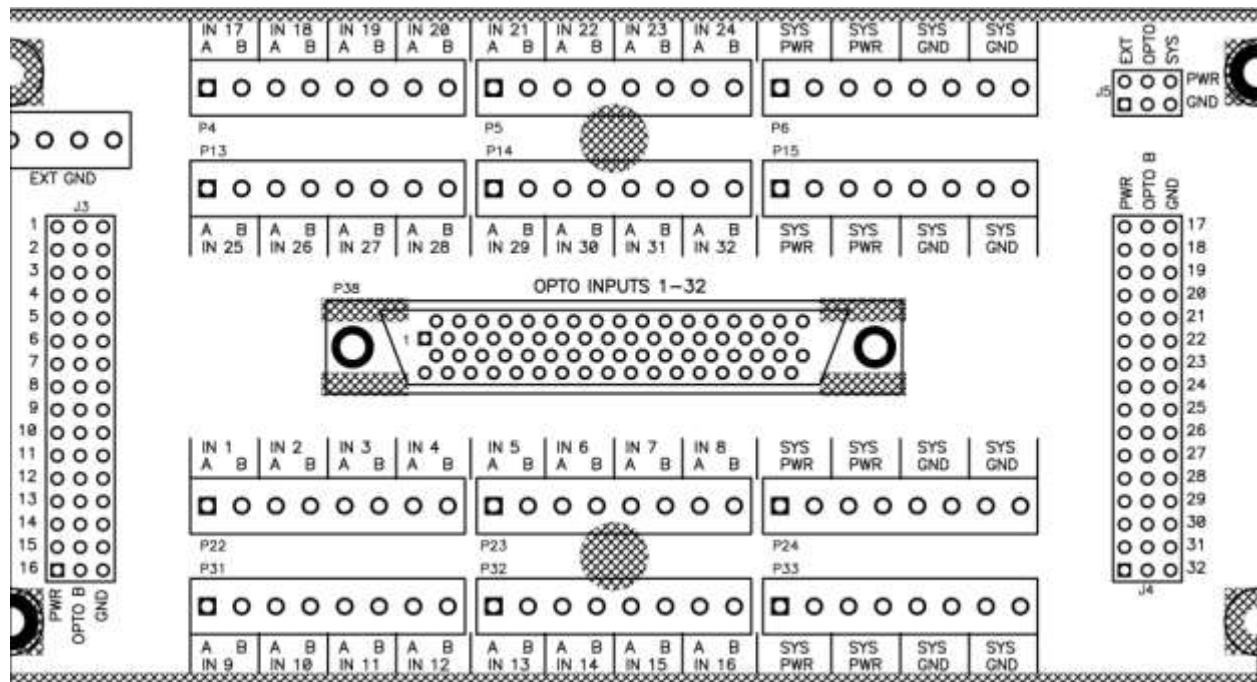 IN 17 IN 18 IN 19 IN 20 IN 21 IN 22 IN 23 IN 24 SYS SYS SYS SYS
A B A B A B A B A B A B A B A B PWR PWR GND GND
EXT OPTO SYS
J5 PWR
GND
P4 P5 P6
P13 P14 P15
EXT GND
A B A B A B A B A B A B A B A B SYS SYS SYS SYS
IN 25 IN 26 IN 27 IN 28 IN 29 IN 30 IN 31 IN 32 PWR PWR GND GND
J3
1
2
3
4
5
6
7
8
9
10
11
12
13
14
15
16
PWR OPTO B GND
P38 OPTO INPUTS 1-32
1
PWR OPTO B GND
17
18
19
20
21
22
23
24
25
26
27
28
29
30
31
32
J4
IN 1 IN 2 IN 3 IN 4 IN 5 IN 6 IN 7 IN 8 SYS SYS SYS SYS
A B A B A B A B A B A B A B A B PWR PWR GND GND
P22 P23 P24
P31 P32 P33
A B A B A B A B A B A B A B A B SYS SYS SYS SYS
IN 9 IN 10 IN 11 IN 12 IN 13 IN 14 IN 15 IN 16 PWR PWR GND GND